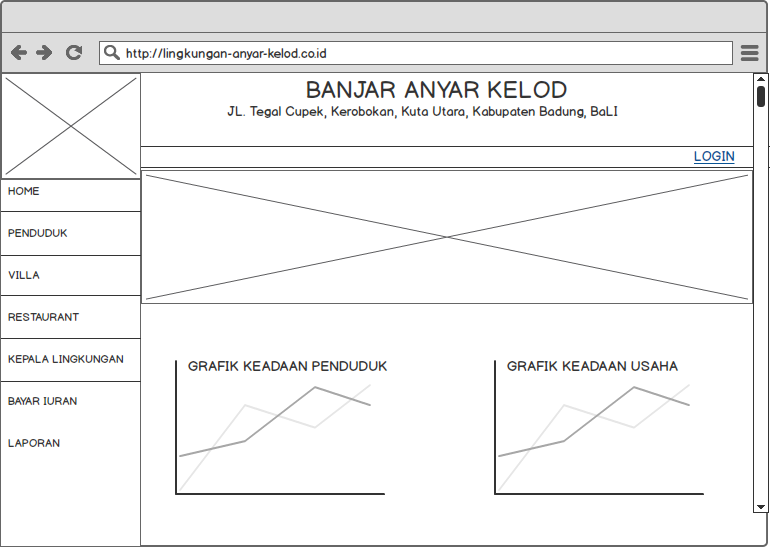 http://lingkungan-anyar-kelod.co.id
BANJAR ANYAR KELOD
JL. Tegal Cupek, Kerobokan, Kuta Utara, Kabupaten Badung, BaLI
LOGIN
HOME
PENDUDUK
VILLA
RESTAURANT
KEPALA LINGKUNGAN
BAYAR IURAN
LAPORAN
GRAFIK KEADAAN PENDUDUK
GRAFIK KEADAAN USAHA